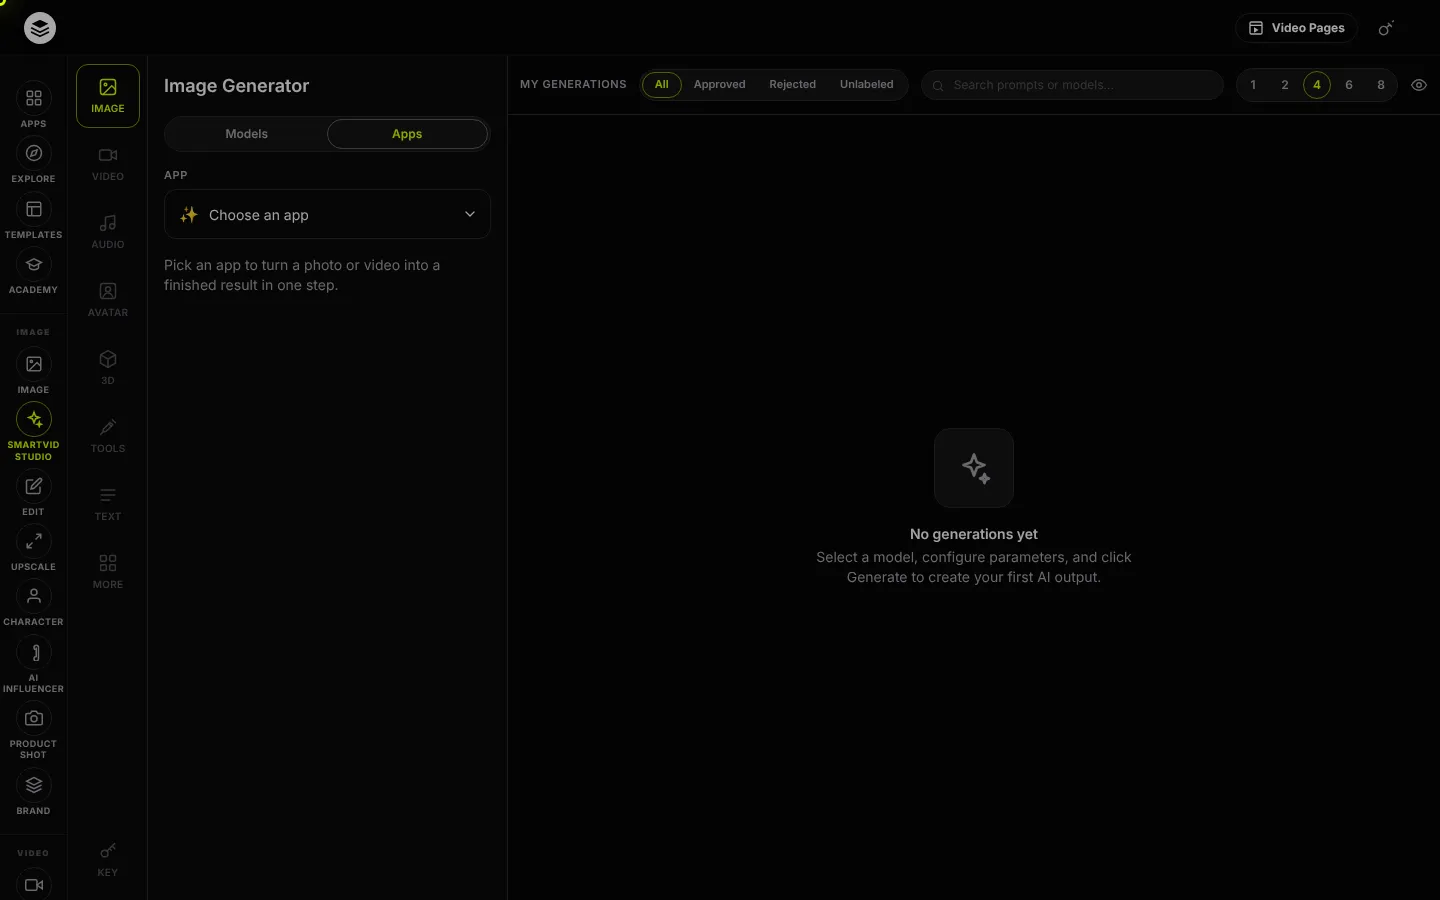 Video Pages
APPS
EXPLORE
TEMPLATES
ACADEMY
IMAGE
IMAGE
SMARTVID
STUDIO
EDIT
UPSCALE
CHARACTER
AI
INFLUENCER
PRODUCT
SHOT
BRAND
VIDEO
IMAGE
VIDEO
AUDIO
AVATAR
3D
TOOLS
TEXT
MORE
KEY
Image Generator
Models Apps
APP
Choose an app
Pick an app to turn a photo or video into a
finished result in one step.
MY GENERATIONS All Approved Rejected Unlabeled Search prompts or models... 1 2 4 6 8
No generations yet
Select a model, configure parameters, and click
Generate to create your first AI output.